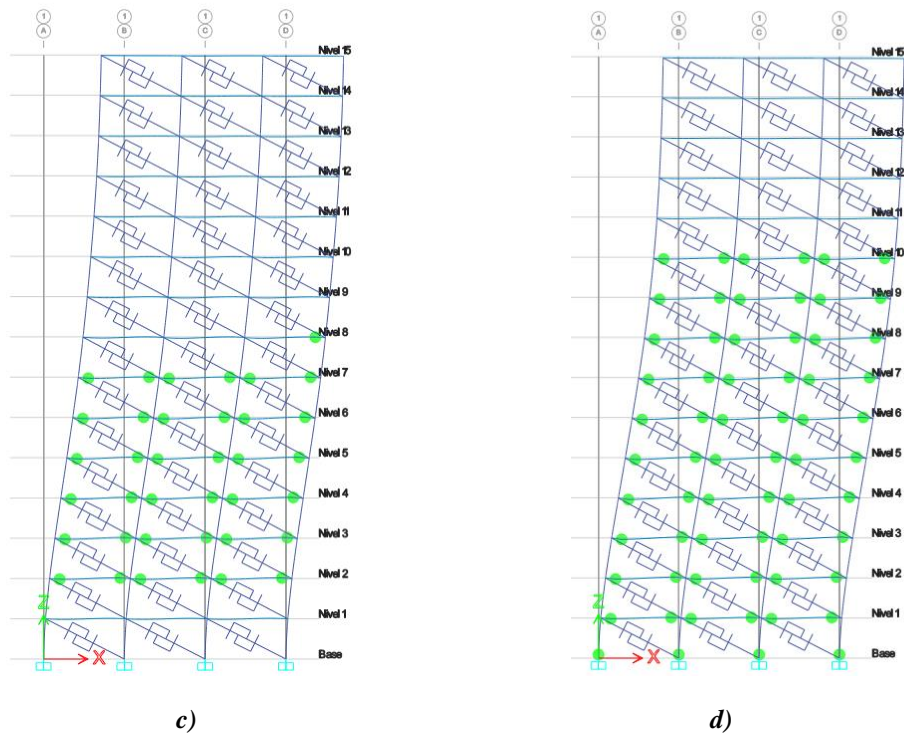 1 1 1 1
A B C D
Nivel 15
Nivel 14
Nivel 13
Nivel 12
Nivel 11
Nivel 10
Nivel 9
Nivel 8
Nivel 7
Nivel 6
Nivel 5
Nivel 4
Nivel 3
Nivel 2
Nivel 1
Z
X
Base
c)
1 1 1 1
A B C D
Nivel 15
Nivel 14
Nivel 13
Nivel 12
Nivel 11
Nivel 10
Nivel 9
Nivel 8
Nivel 7
Nivel 6
Nivel 5
Nivel 4
Nivel 3
Nivel 2
Nivel 1
Z
X
Base
d)